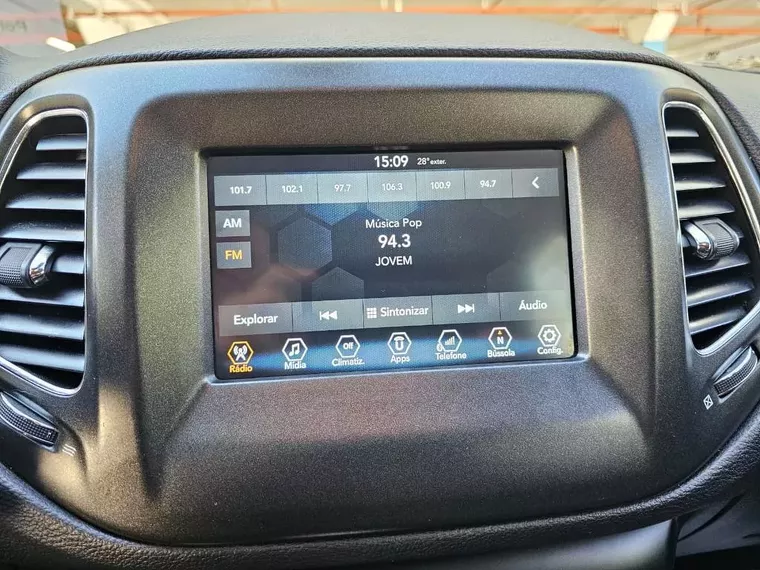 15:09 28° exter.
101.7 102.1 97.7 106.3 100.9 94.7
AM
Música Pop
94.3
FM
JOVEM
Explorar Sintonizar Áudio
Off U N
Rádio Mídia Climatiz. Apps Telefone Bússola Config.